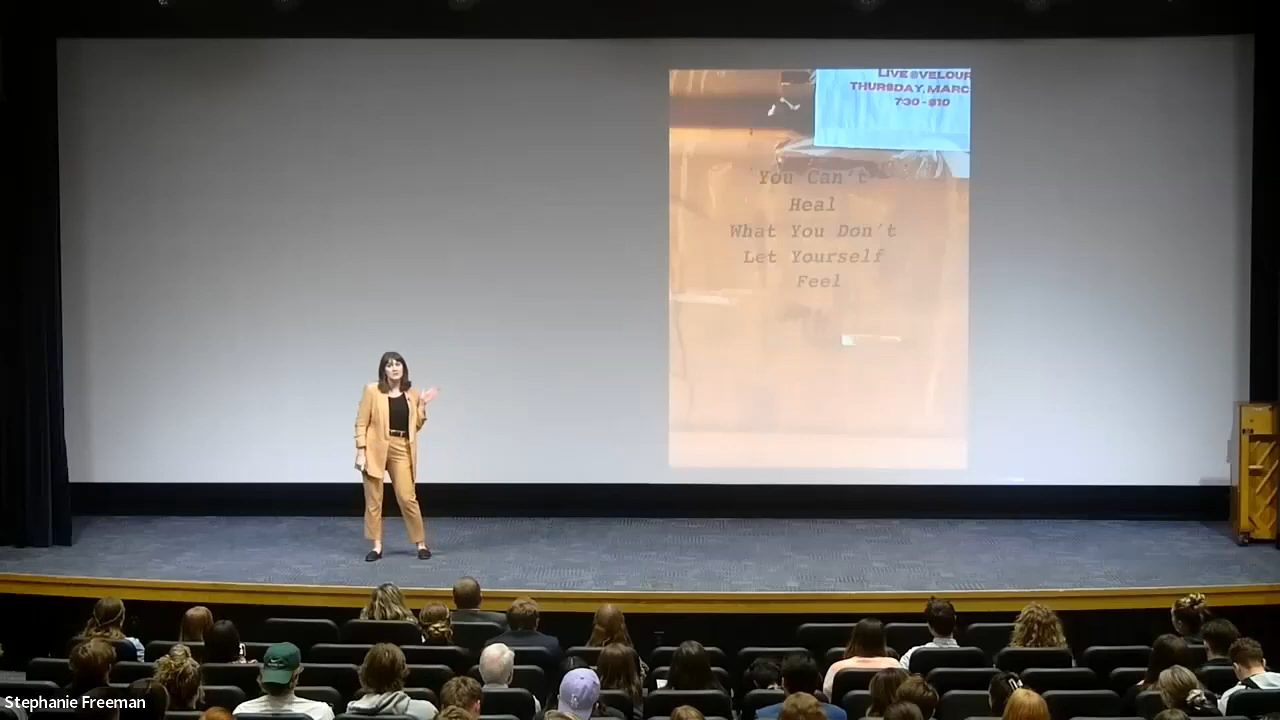 LIVE @VELOUR
THURSDAY, MARC
7:30 - $10
You Can't
Heal
What You Don't
Let Yourself
Feel
Stephanie Freeman